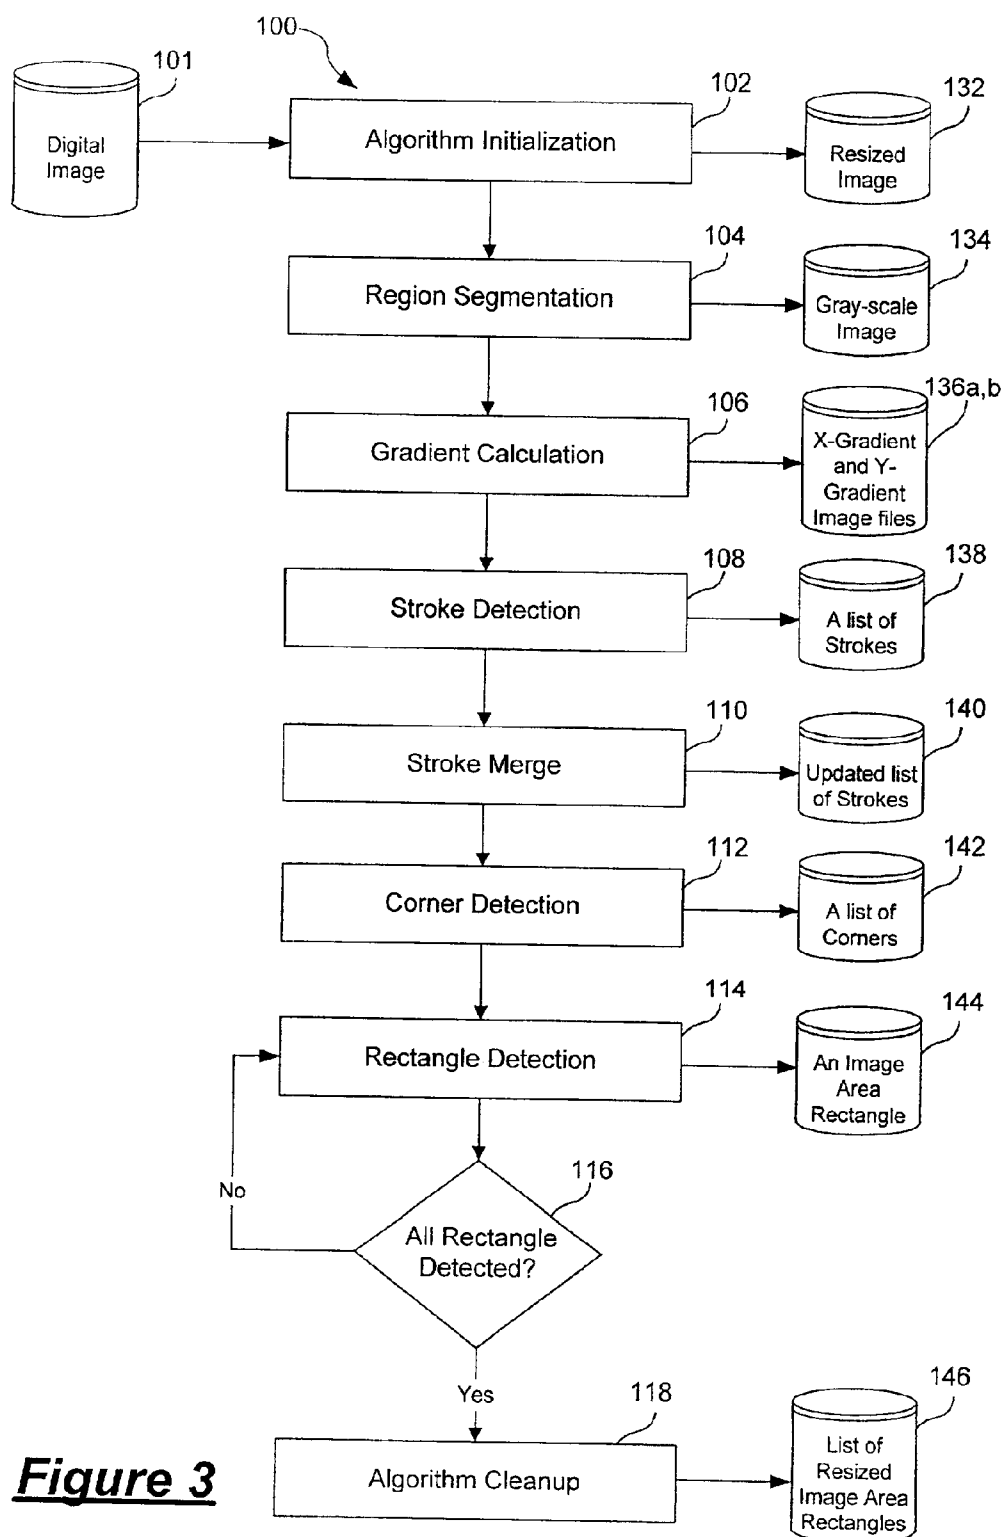 100
101
Digital
Image
102
Algorithm Initialization
132
Resized
Image
104
Region Segmentation
134
Gray-scale
Image
106
Gradient Calculation
136a,b
X-Gradient
and Y-
Gradient
Image files
108
Stroke Detection
138
A list of
Strokes
110
Stroke Merge
140
Updated list
of Strokes
112
Corner Detection
142
A list of
Corners
114
Rectangle Detection
144
An Image
Area
Rectangle
116
All Rectangle
Detected?
No
Yes
118
Algorithm Cleanup
146
List of
Resized
Image Area
Rectangles
Figure 3